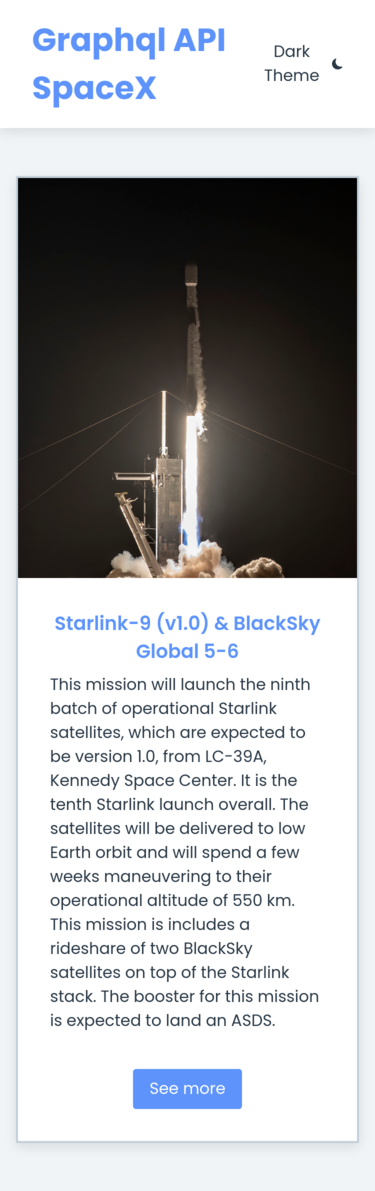 Graphql API
SpaceX
Dark
Theme
Starlink-9 (v1.0) & BlackSky
Global 5-6
This mission will launch the ninth
batch of operational Starlink
satellites, which are expected to
be version 1.0, from LC-39A,
Kennedy Space Center. It is the
tenth Starlink launch overall. The
satellites will be delivered to low
Earth orbit and will spend a few
weeks maneuvering to their
operational altitude of 550 km.
This mission is includes a
rideshare of two BlackSky
satellites on top of the Starlink
stack. The booster for this mission
is expected to land an ASDS.
See more